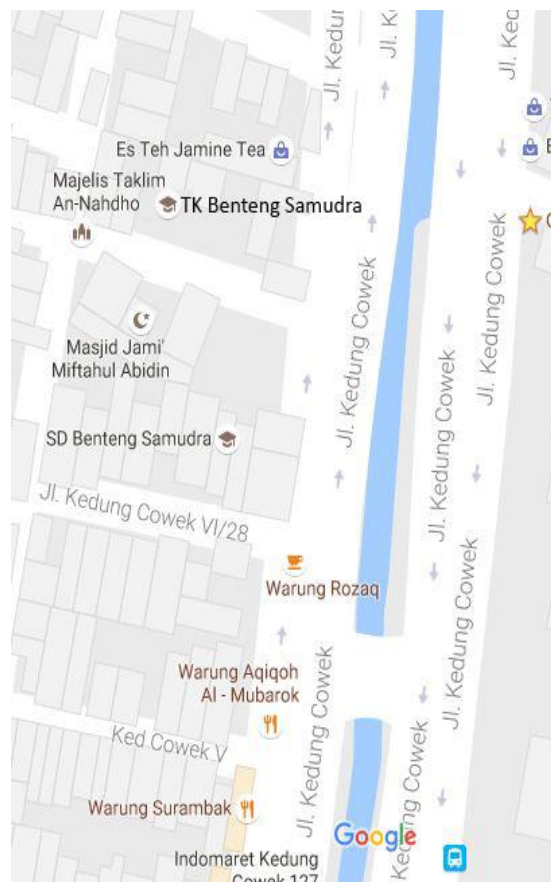 Jl. Kedun
Jl. K
Jl. Ked
Es Teh Jamine Tea
Majelis Taklim
An-Nahdho
TK Benteng Samudra
Masjid Jami'
Miftahul Abidin
Jl. Kedung Cowek
Jl. Kedung Cowek
Jl. Kedung Cowek
SD Benteng Samudra
Jl. Kedung Cowek VI/28
Warung Rozaq
Warung Aqiqoh
Al - Mubarok
Jl. Kedung Cowek
Jl. Kedung Cowek
Ked Cowek V
Warung Surambak
Google
Kedung Cowek
Indomaret Kedung
Cowek 127